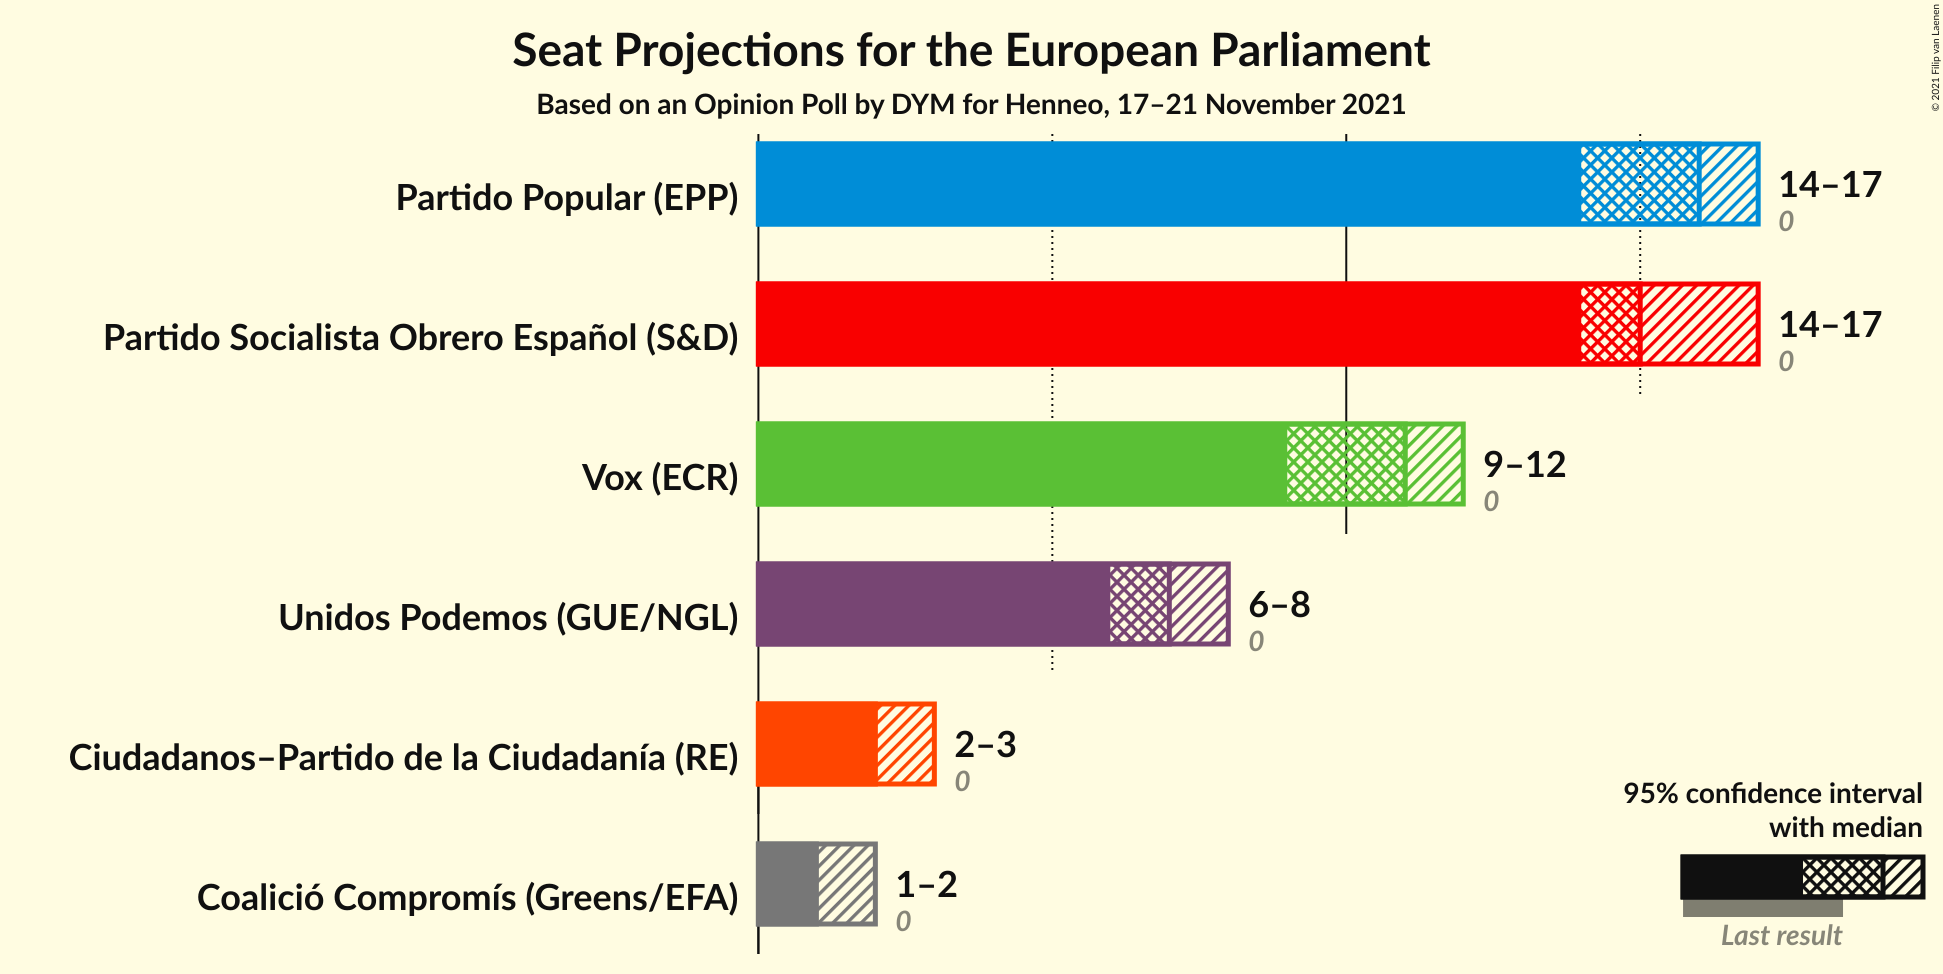 Seat Projections for the European Parliament
Based on an Opinion Poll by DYM for Henneo, 17–21 November 2021
© 2021 Filip van Laenen
Partido Popular (EPP)
14–17
0
Partido Socialista Obrero Español (S&D)
14–17
0
Vox (ECR)
9–12
0
Unidos Podemos (GUE/NGL)
6–8
0
Ciudadanos–Partido de la Ciudadanía (RE)
2–3
0
Coalició Compromís (Greens/EFA)
1–2
0
95% confidence interval
with median
Last result